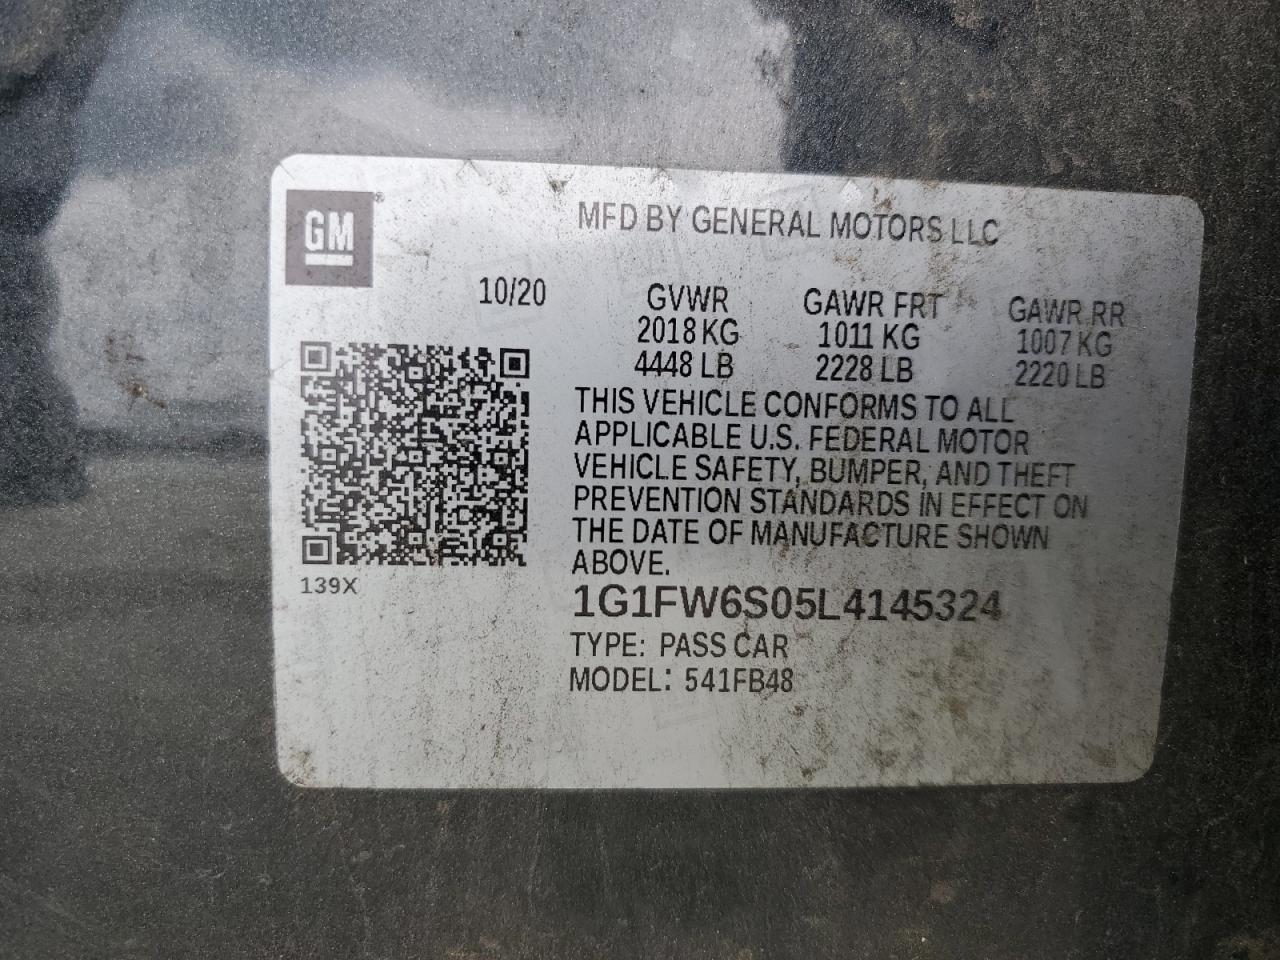 GM
MFD BY GENERAL MOTORS LLC
10/20 GVWR GAWR FRT GAWR RR
2018 KG 1011 KG 1007 KG
4448 LB 2228 LB 2220 LB
THIS VEHICLE CONFORMS TO ALL
APPLICABLE U.S. FEDERAL MOTOR
VEHICLE SAFETY, BUMPER, AND THEFT
PREVENTION STANDARDS IN EFFECT ON
THE DATE OF MANUFACTURE SHOWN
ABOVE.
139X
1G1FW6S05L4145324
TYPE: PASS CAR
MODEL: 541FB48